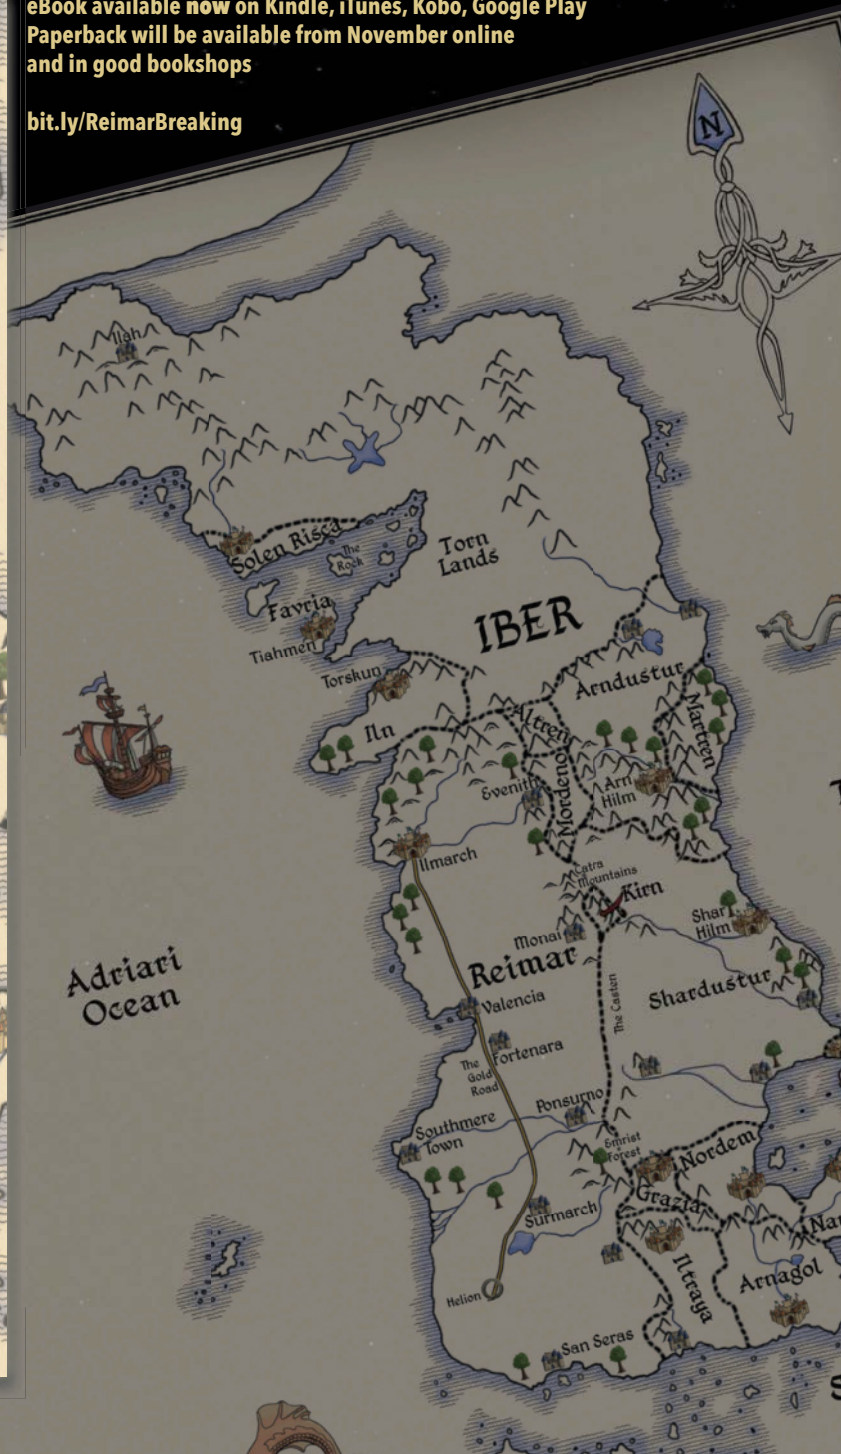 eBook available now on Kindle, iTunes, Kobo, Google Play
Paperback will be available from November online
and in good bookshops
bit.ly/ReimarBreaking
N
Ilah
Solen Risca
The
Rock
Torn
Lands
Favria
IBER
Tiahmen
Torskun
Arndustur
Martren
Iln
Altren
Evenith
Mordeno
Arn
Hilm
Ilmarch
Catra
Mountains
Kirn
Shar
Hilm
Monai
Adriari
Ocean
Reimar
Valencia
The Casten
Shardustur
Fortenara
The
Gold
Road
Ponsurno
Southmere
Town
Emrist
Forest
Nordem
Grazia
Surmarch
Iltraya
Arnagol
Helion
San Seras